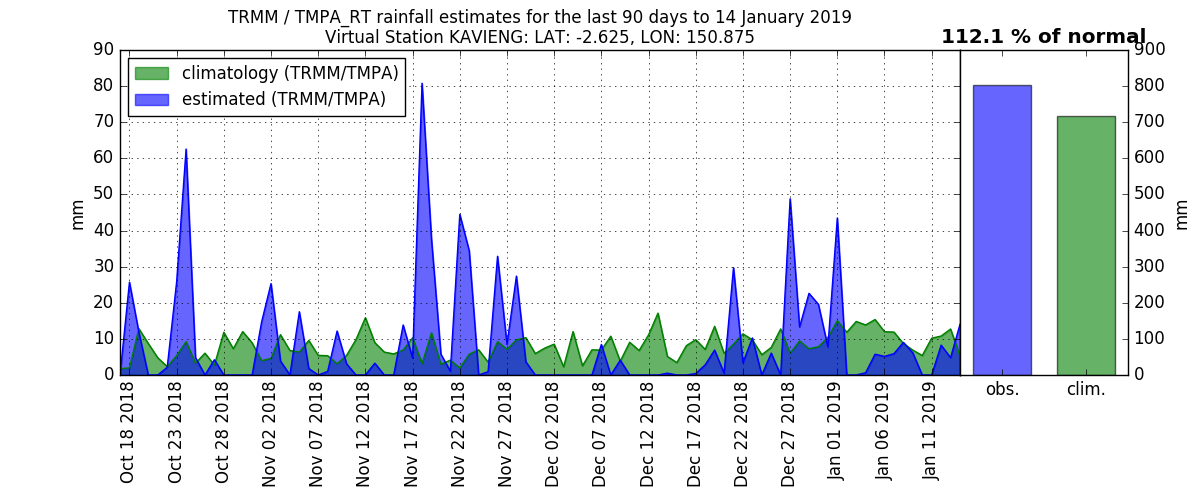 TRMM / TMPA_RT rainfall estimates for the last 90 days to 14 January 2019
Virtual Station KAVIENG: LAT: -2.625, LON: 150.875
112.1 % of normal
climatology (TRMM/TMPA)
estimated (TRMM/TMPA)
mm
90
80
70
60
50
40
30
20
10
0
Oct 18 2018
Oct 23 2018
Oct 28 2018
Nov 02 2018
Nov 07 2018
Nov 12 2018
Nov 17 2018
Nov 22 2018
Nov 27 2018
Dec 02 2018
Dec 07 2018
Dec 12 2018
Dec 17 2018
Dec 22 2018
Dec 27 2018
Jan 01 2019
Jan 06 2019
Jan 11 2019
900
800
700
600
500
400
300
200
100
0
mm
obs.
clim.